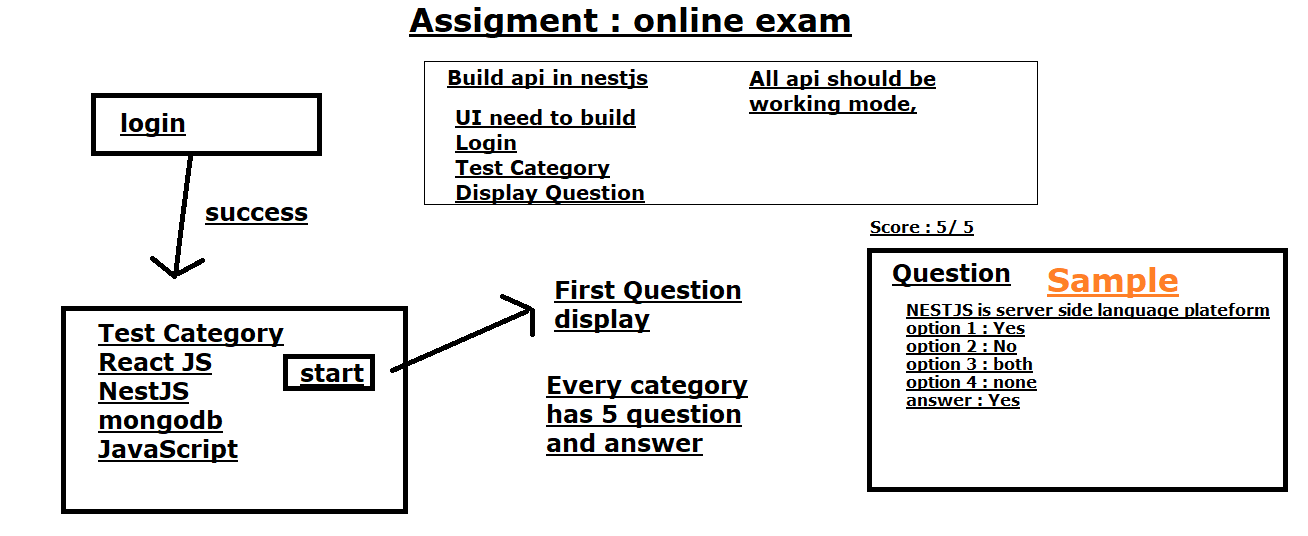 Assigment : online exam
Build api in nestjs
UI need to build
Login
Test Category
Display Question
All api should be
working mode,
login
success
Test Category
React JS
NestJS
mongodb
JavaScript
start
First Question
display
Every category
has 5 question
and answer
Score : 5/ 5
Question
Sample
NESTJS is server side language plateform
option 1 : Yes
option 2 : No
option 3 : both
option 4 : none
answer : Yes